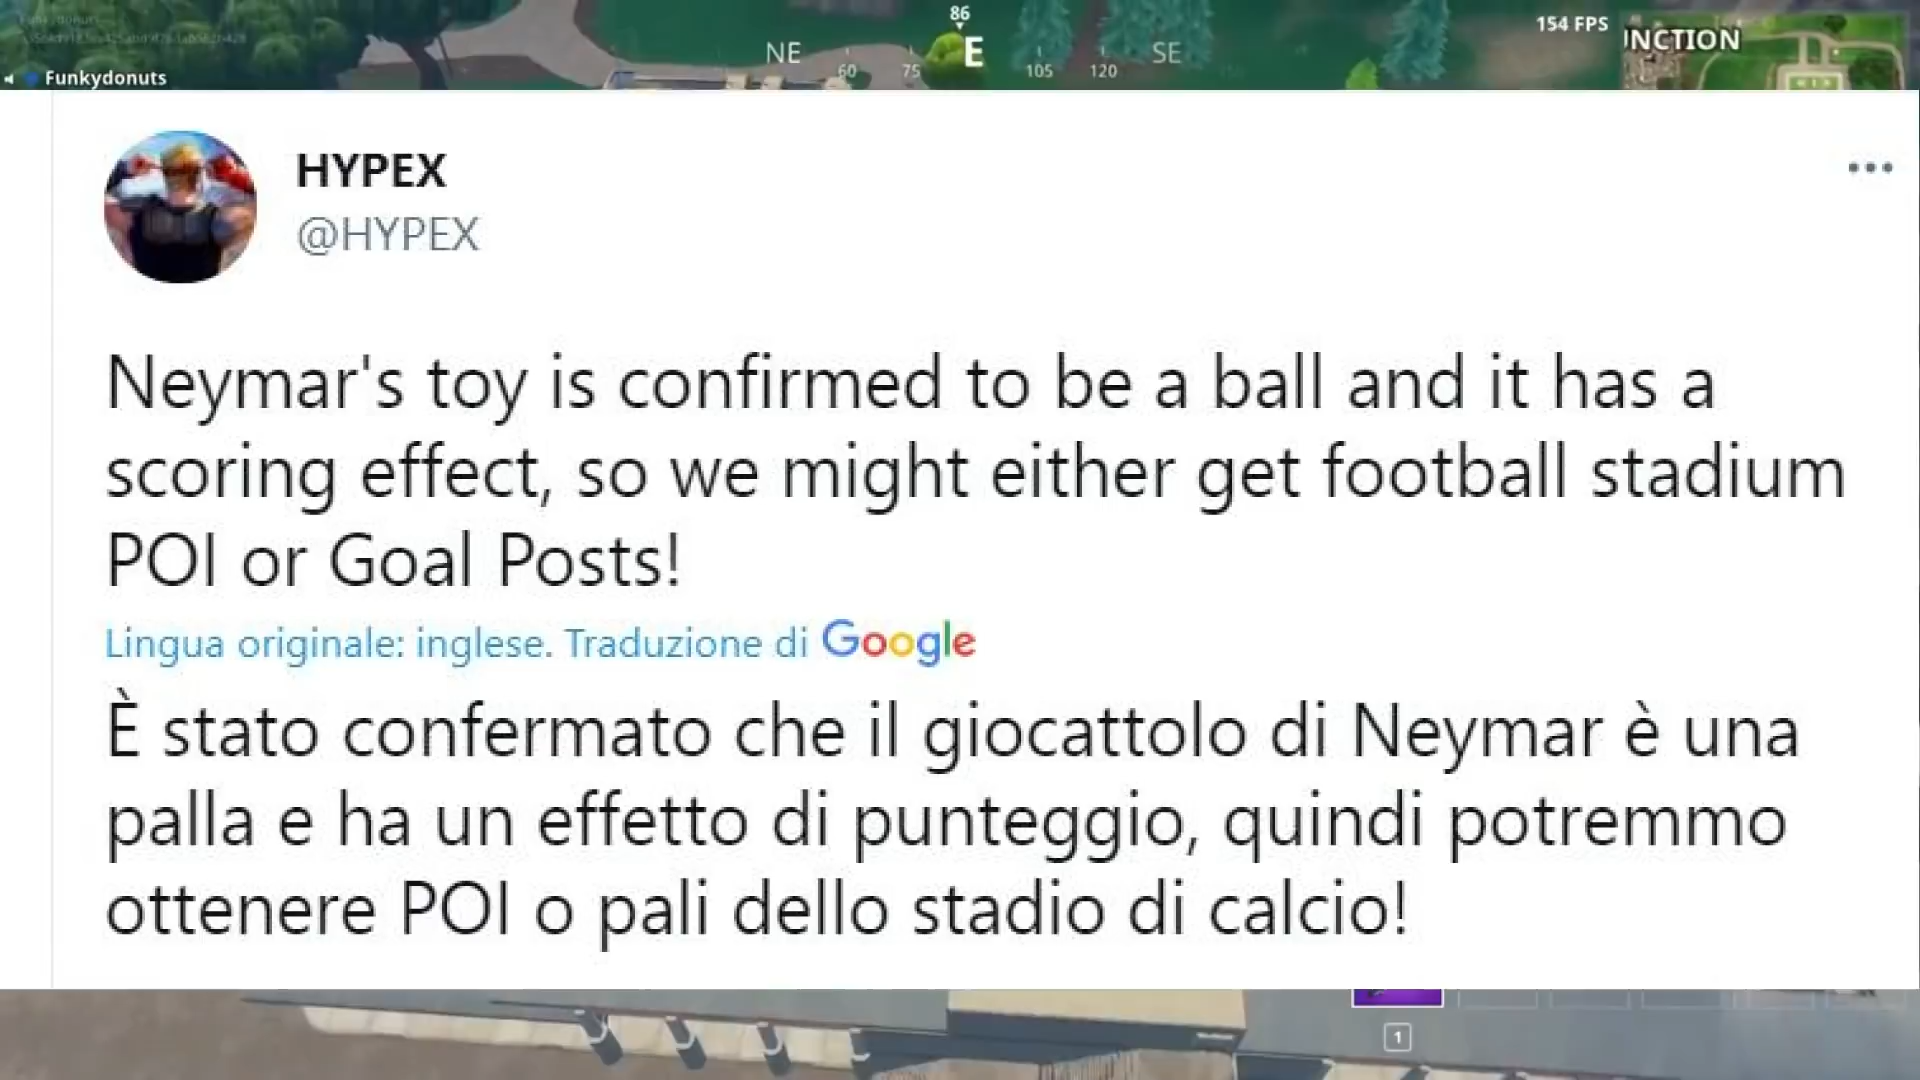 86
154 FPS
NE
E
SE
60
75
105
120
NCTION
Funkydonuts
HYPEX
@HYPEX
Neymar's toy is confirmed to be a ball and it has a
scoring effect, so we might either get football stadium
POI or Goal Posts!
Lingua originale: inglese. Traduzione di Google
È stato confermato che il giocattolo di Neymar è una
palla e ha un effetto di punteggio, quindi potremmo
ottenere POI o pali dello stadio di calcio!
1